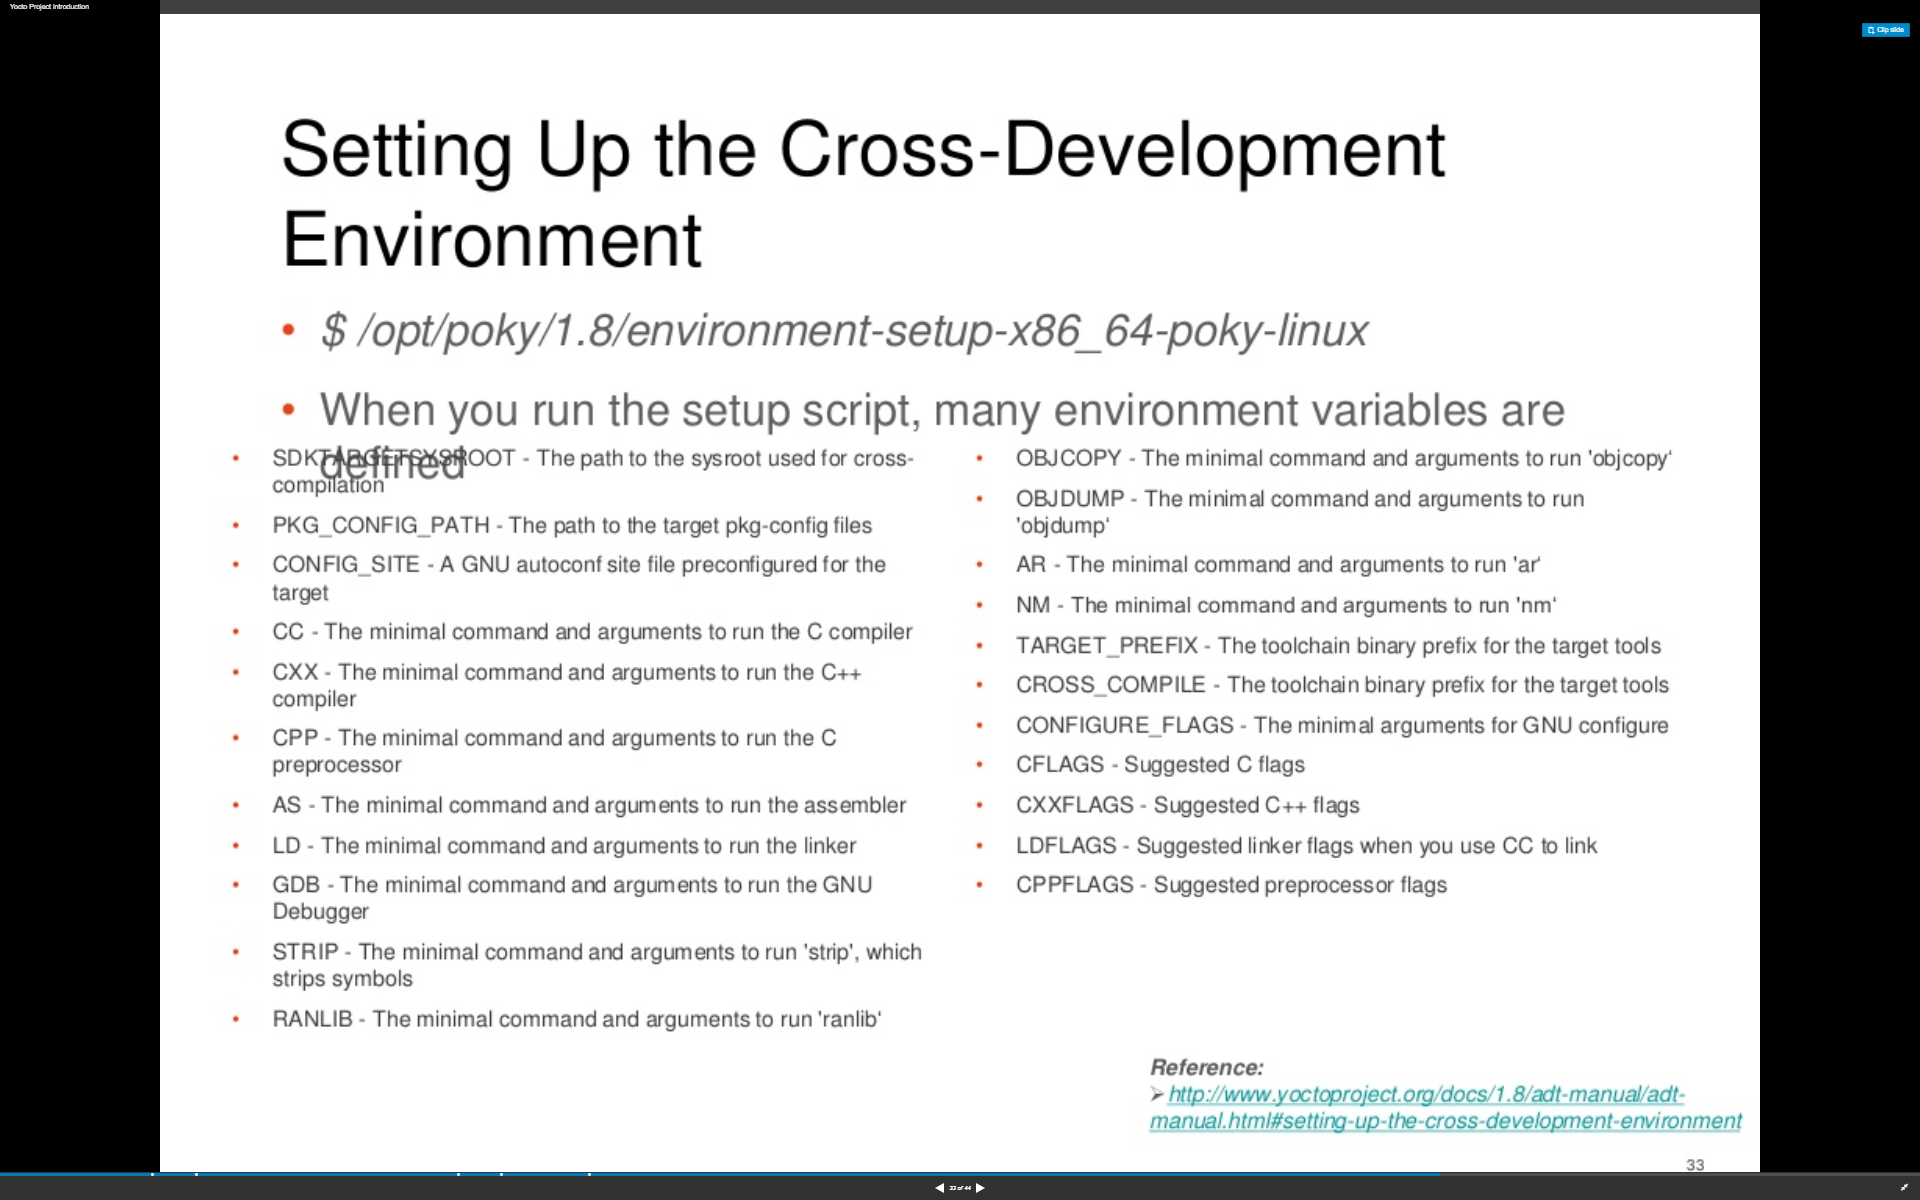 Yocto Project introduction
Clip slide
Setting Up the Cross-Development
Environment
• $ /opt/poky/1.8/environment-setup-x86_64-poky-linux
• When you run the setup script, many environment variables are
defined
• SDKTARGETSYSROOT - The path to the sysroot used for cross-
compilation
• PKG_CONFIG_PATH - The path to the target pkg-config files
• CONFIG_SITE - A GNU autoconf site file preconfigured for the
target
• CC - The minimal command and arguments to run the C compiler
• CXX - The minimal command and arguments to run the C++
compiler
• CPP - The minimal command and arguments to run the C
preprocessor
• AS - The minimal command and arguments to run the assembler
• LD - The minimal command and arguments to run the linker
• GDB - The minimal command and arguments to run the GNU
Debugger
• STRIP - The minimal command and arguments to run 'strip', which
strips symbols
• RANLIB - The minimal command and arguments to run 'ranlib‘
• OBJCOPY - The minimal command and arguments to run 'objcopy‘
• OBJDUMP - The minimal command and arguments to run
'objdump‘
• AR - The minimal command and arguments to run 'ar‘
• NM - The minimal command and arguments to run 'nm‘
• TARGET_PREFIX - The toolchain binary prefix for the target tools
• CROSS_COMPILE - The toolchain binary prefix for the target tools
• CONFIGURE_FLAGS - The minimal arguments for GNU configure
• CFLAGS - Suggested C flags
• CXXFLAGS - Suggested C++ flags
• LDFLAGS - Suggested linker flags when you use CC to link
• CPPFLAGS - Suggested preprocessor flags
Reference:
➢ http://www.yoctoproject.org/docs/1.8/adt-manual/adt-
manual.html#setting-up-the-cross-development-environment
33
33 of 44